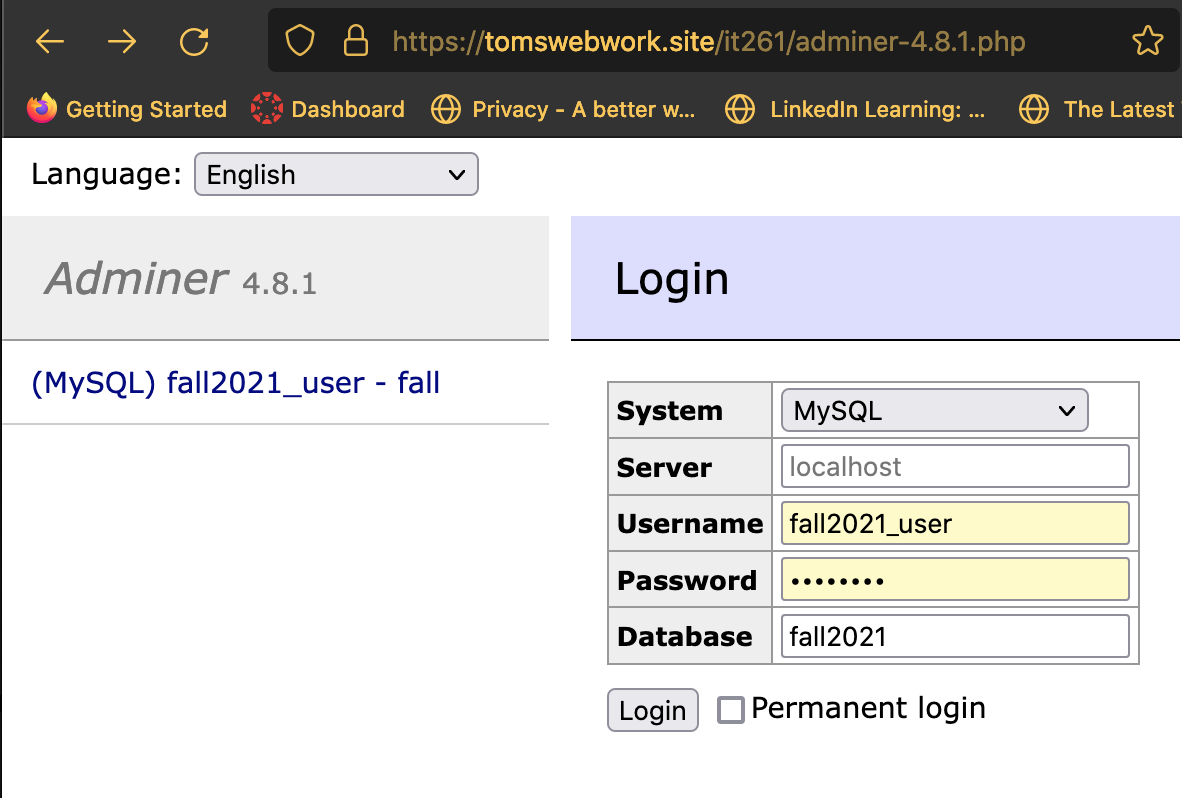 https://tomswebwork.site/it261/adminer-4.8.1.php
Getting Started Dashboard Privacy - A better w... LinkedIn Learning: ... The Latest
Language: English
Adminer 4.8.1
(MySQL) fall2021_user - fall
Login
System MySQL
Server localhost
Username fall2021_user
Password ••••••••
Database fall2021
Login Permanent login